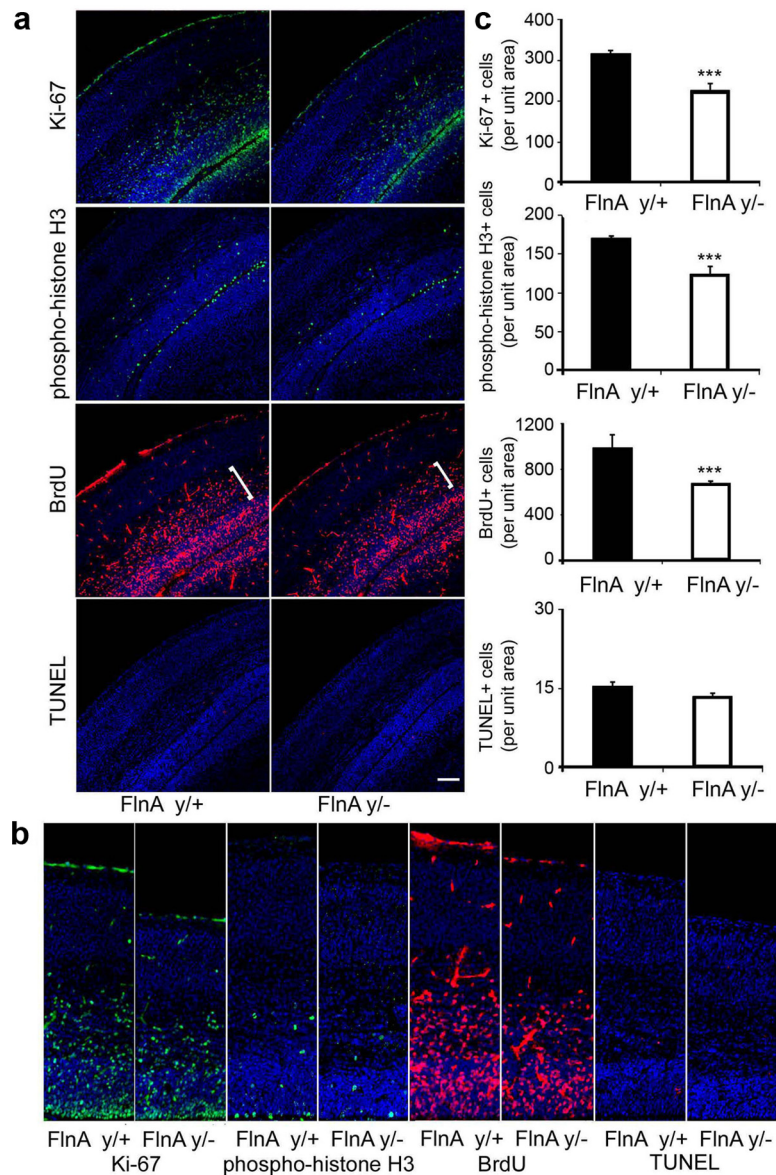 a
Ki-67
phospho-histone H3
BrdU
TUNEL
FlnA y/+
FlnA y/-
c
Ki-67 + cells
(per unit area)
400
300
200
100
0
***
FlnA y/+
FlnA y/-
phospho-histone H3+ cells
(per unit area)
200
150
100
50
0
***
FlnA y/+
FlnA y/-
BrdU+ cells
(per unit area)
1200
800
400
0
***
FlnA y/+
FlnA y/-
TUNEL+ cells
(per unit area)
30
15
0
FlnA y/+
FlnA y/-
b
FlnA y/+ FlnA y/- FlnA y/+ FlnA y/- FlnA y/+ FlnA y/- FlnA y/+ FlnA y/-
Ki-67 phospho-histone H3 BrdU TUNEL